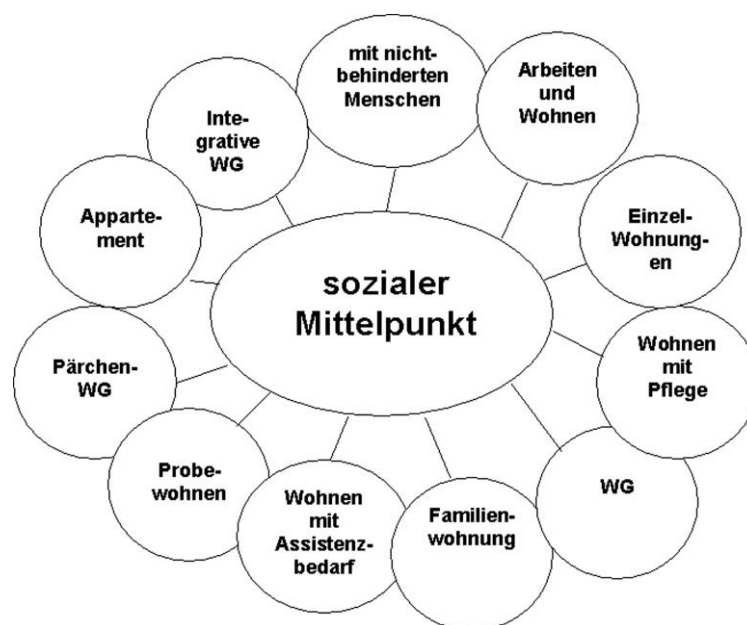 mit nicht-
behinderten
Menschen
Arbeiten
und
Wohnen
Einzel-
Wohnung-
en
Wohnen
mit
Pflege
WG
Familien-
wohnung
Wohnen
mit
Assistenz-
bedarf
Probe-
wohnen
Pärchen-
WG
Apparte-
ment
Inte-
grative
WG
sozialer
Mittelpunkt